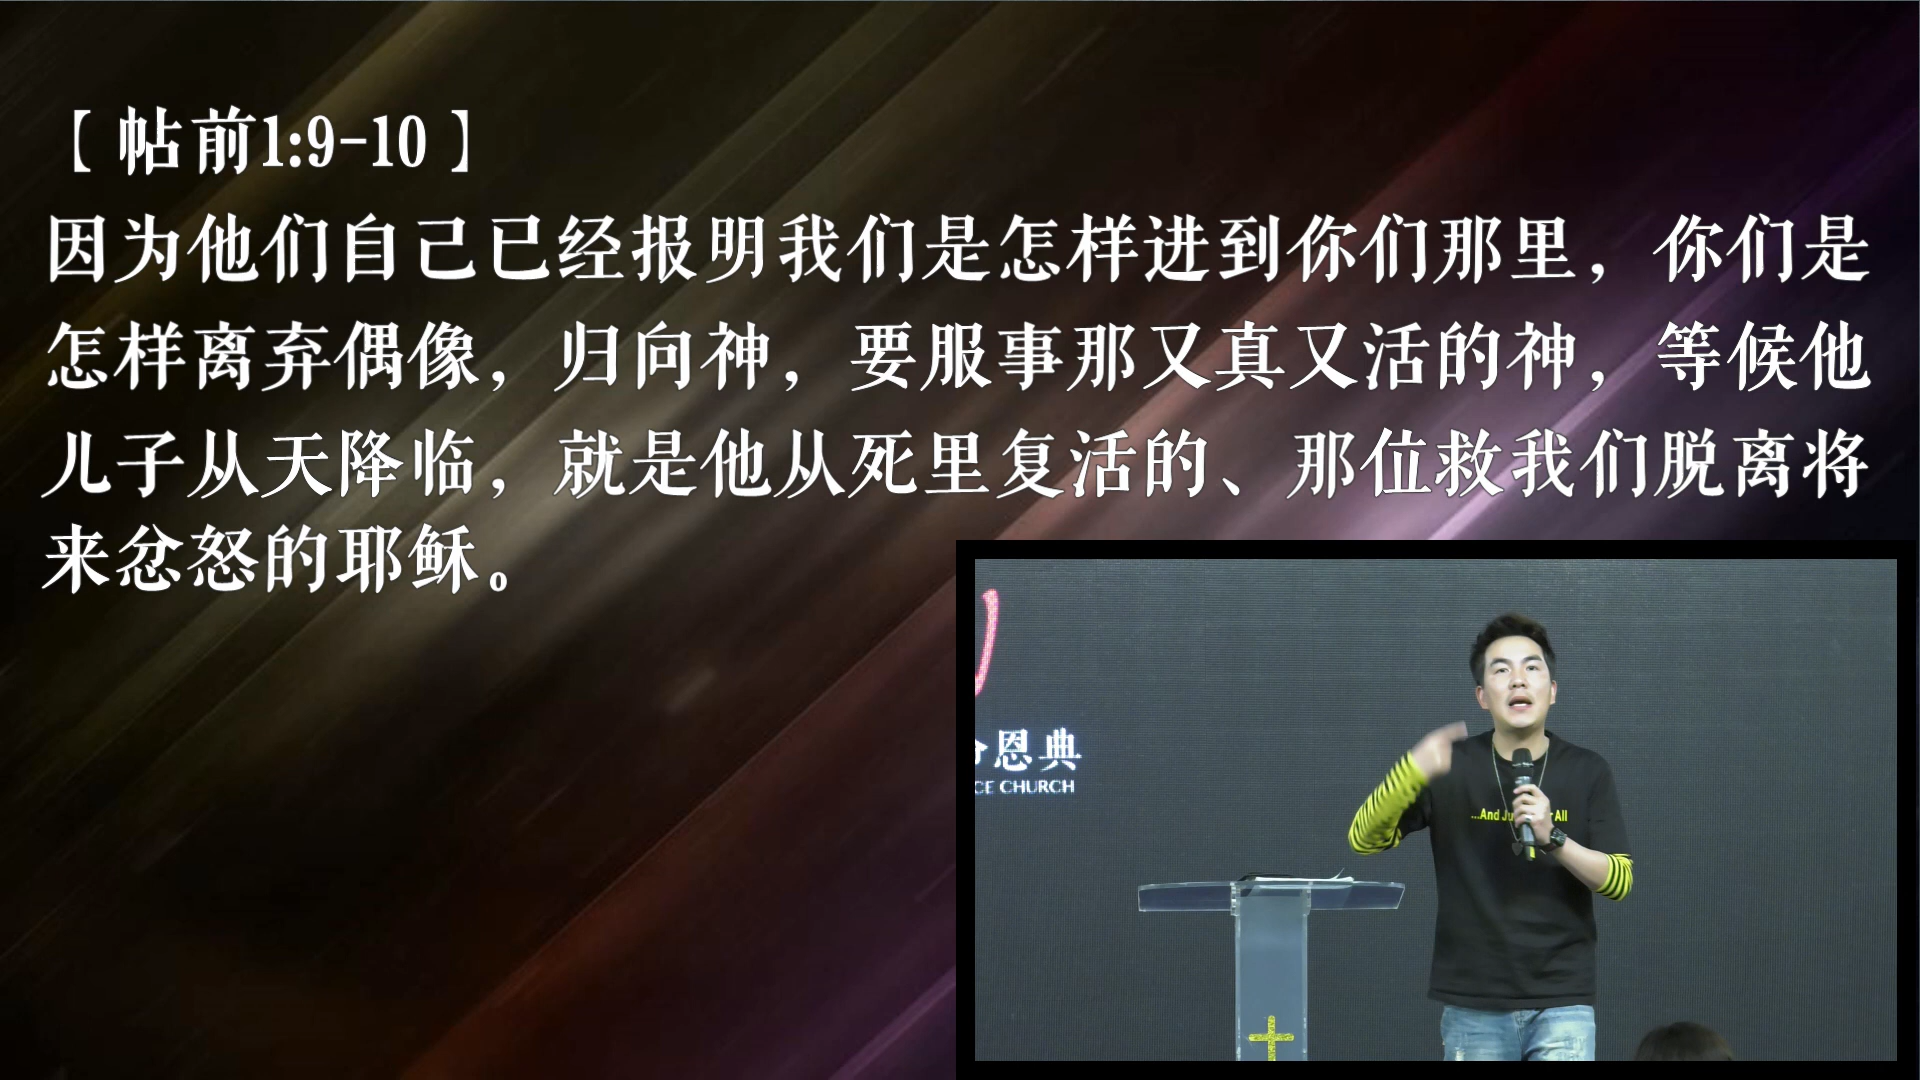 【帖前1:9-10】
因为他们自己已经报明我们是怎样进到你们那里，你们是
怎样离弃偶像，归向神，要服事那又真又活的神，等候他
儿子从天降临，就是他从死里复活的、那位救我们脱离将
来忿怒的耶稣。
恩典
CHURCH
...And All